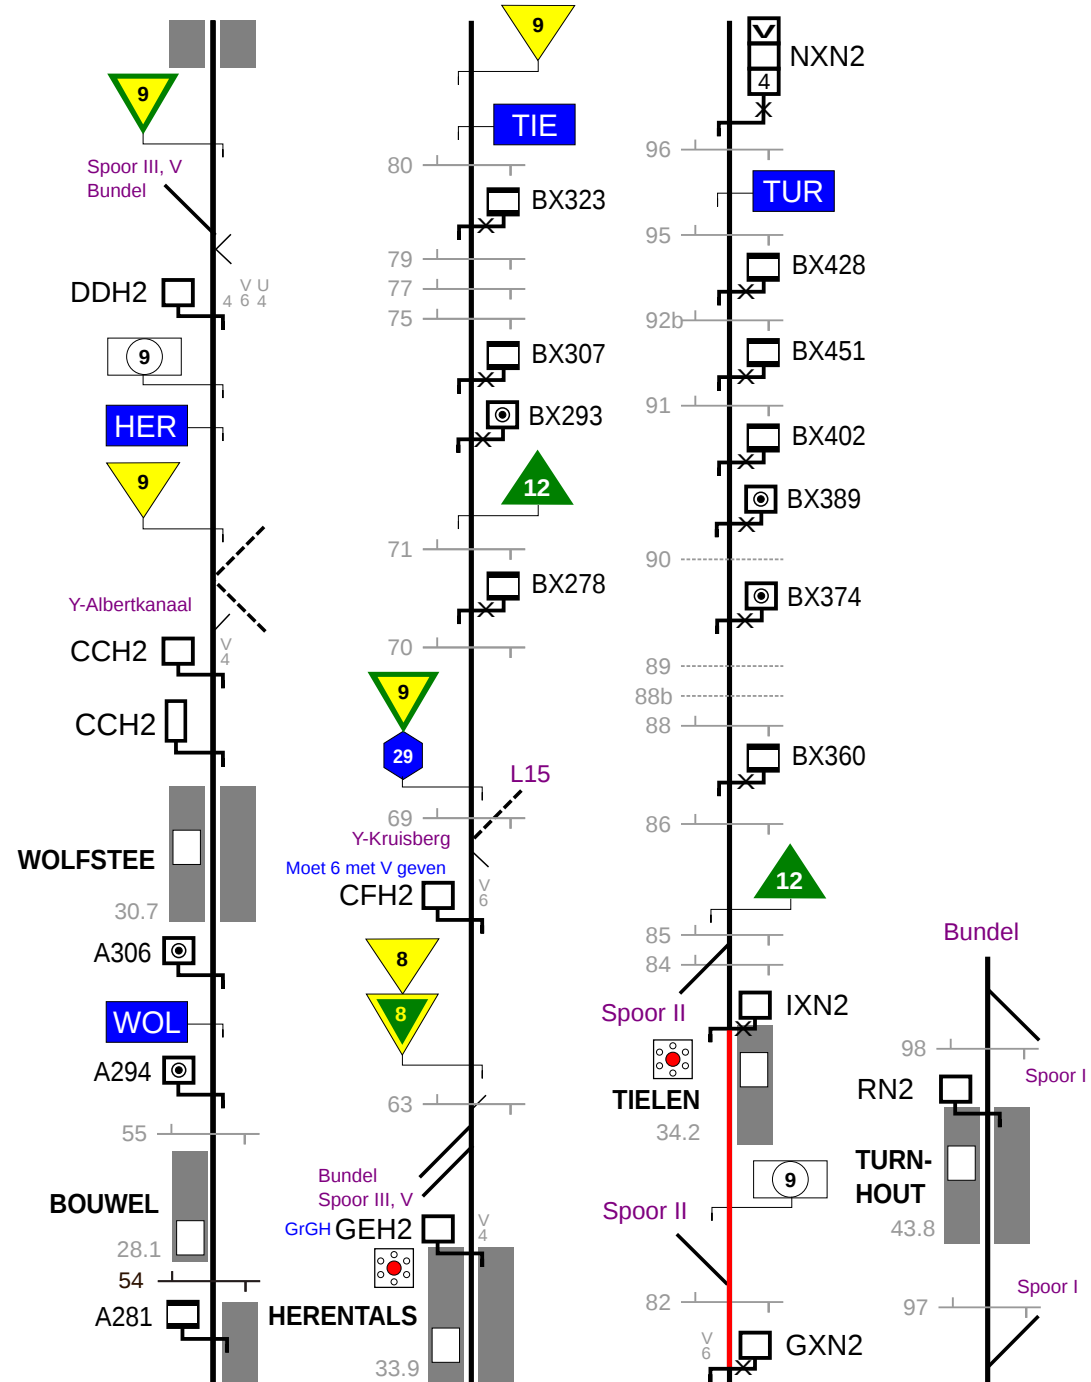 9
Spoor III, V
Bundel
DDH2
V U
4 6 4
9
HER
9
Y-Albertkanaal
CCH2
V
4
CCH2
WOLFSTEE
30.7
A306
WOL
A294
55
BOUWEL
28.1
54
A281
9
TIE
80
BX323
79
77
75
BX307
BX293
12
71
BX278
70
9
29
L15
69
Y-Kruisberg
Moet 6 met V geven
CFH2
V
6
8
8
63
Bundel
Spoor III, V
GrGH GEH2
V
4
HERENTALS
33.9
V
NXN2
4
96
TUR
95
BX428
92b
BX451
91
BX402
BX389
90
BX374
89
88b
88
BX360
86
12
85
84
Spoor II
IXN2
TIELEN
34.2
9
Spoor II
82
V
6
GXN2
Bundel
98
Spoor I
RN2
TURN-
HOUT
43.8
Spoor I
97